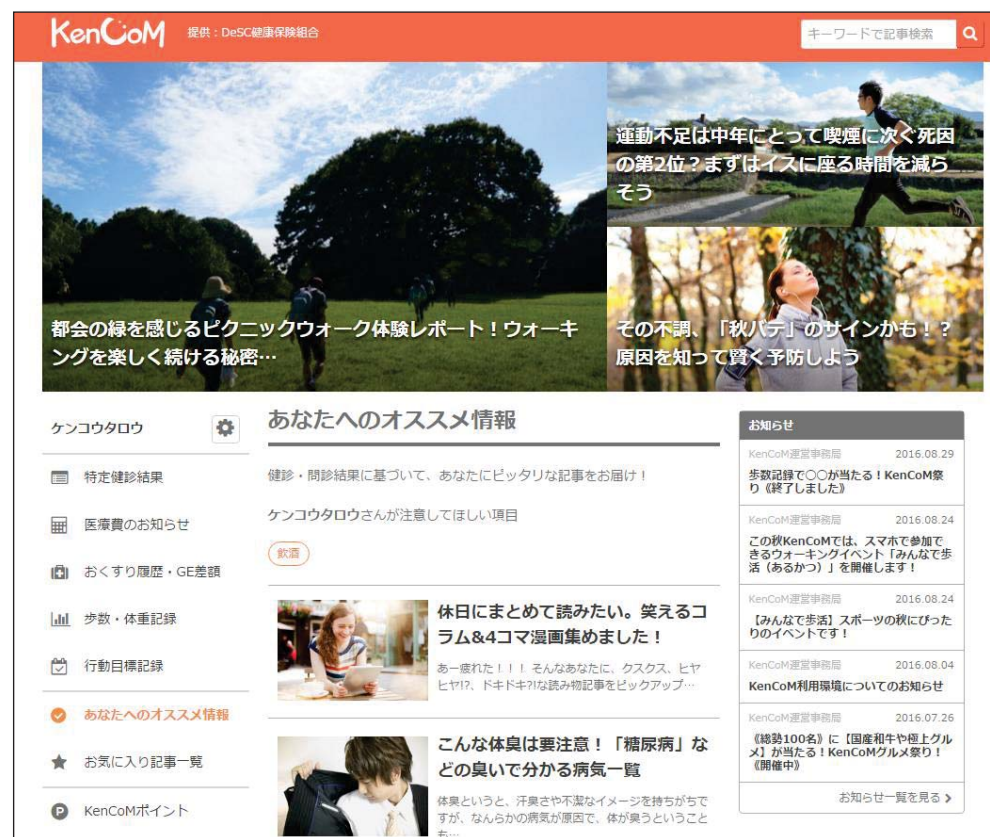 KenCoM
提供：DeSC健康保険組合
キーワードで記事検索
都会の緑を感じるピクニックウォーク体験レポート！ウォーキ
ングを楽しく続ける秘密…
運動不足は中年にとって喫煙に次ぐ死因
の第2位？まずはイスに座る時間を減ら
そう
その不調、「秋バテ」のサインかも！？
原因を知って賢く予防しよう
ケンコウタロウ
特定健診結果
医療費のお知らせ
おくすり履歴・GE差額
歩数・体重記録
行動目標記録
あなたへのオススメ情報
お気に入り記事一覧
KenCoMポイント
あなたへのオススメ情報
健診・問診結果に基づいて、あなたにピッタリな記事をお届け！
ケンコウタロウさんが注意してほしい項目
飲酒
休日にまとめて読みたい。笑えるコ
ラム&4コマ漫画集めました！
あー疲れた！！！ そんなあなたに、クスクス、ヒヤ
ヒヤ!?、ドキドキ?!な読み物記事をピックアップ…
こんな体臭は要注意！「糖尿病」な
どの臭いで分かる病気一覧
体臭というと、汗臭さや不潔なイメージを持ちがちで
すが、なんらかの病気が原因で、体が臭うということ
も…
お知らせ
KenCoM運営事務局 2016.08.29
歩数記録で〇〇が当たる！KenCoM祭
り《終了しました》
KenCoM運営事務局 2016.08.24
この秋KenCoMでは、スマホで参加で
きるウォーキングイベント「みんなで歩
活（あるかつ）」を開催します！
KenCoM運営事務局 2016.08.24
【みんなで歩活】スポーツの秋にぴった
りのイベントです！
KenCoM運営事務局 2016.08.04
KenCoM利用環境についてのお知らせ
KenCoM運営事務局 2016.07.26
《総勢100名》に【国産和牛や極上グル
メ】が当たる！KenCoMグルメ祭り！
《開催中》
お知らせ一覧を見る